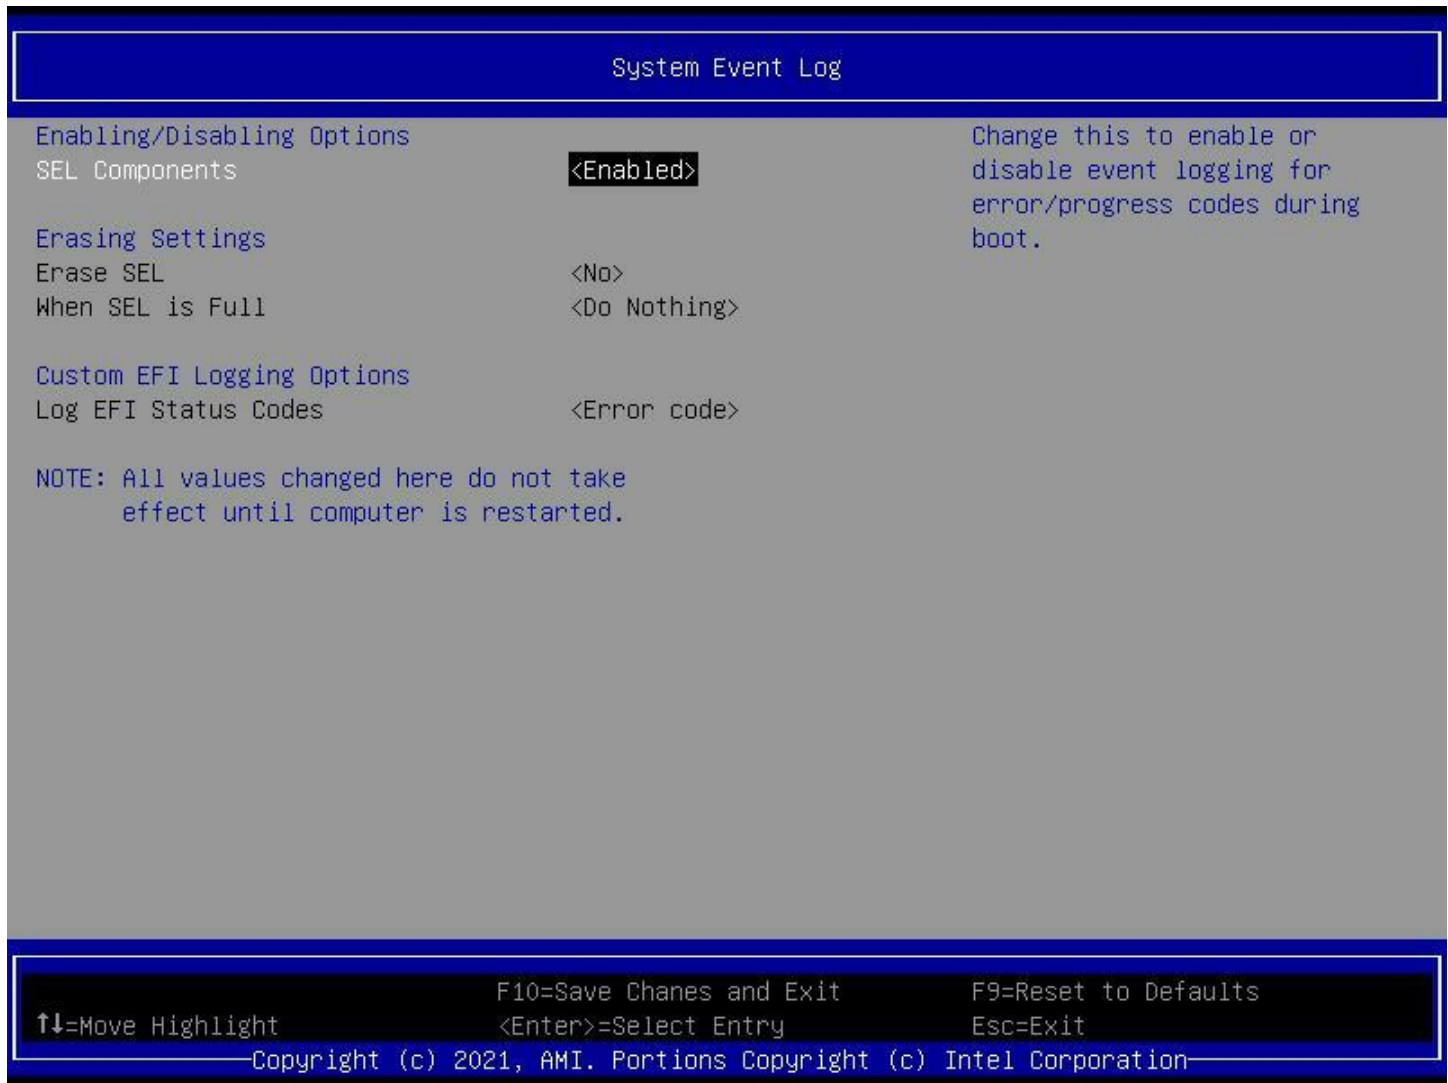 System Event Log
Enabling/Disabling Options
SEL Components <Enabled>
Erasing Settings
Erase SEL <No>
When SEL is Full <Do Nothing>
Custom EFI Logging Options
Log EFI Status Codes <Error code>
NOTE: All values changed here do not take
effect until computer is restarted.
Change this to enable or
disable event logging for
error/progress codes during
boot.
F10=Save Chanes and Exit F9=Reset to Defaults
↑↓=Move Highlight <Enter>=Select Entry Esc=Exit
Copyright (c) 2021, AMI. Portions Copyright (c) Intel Corporation